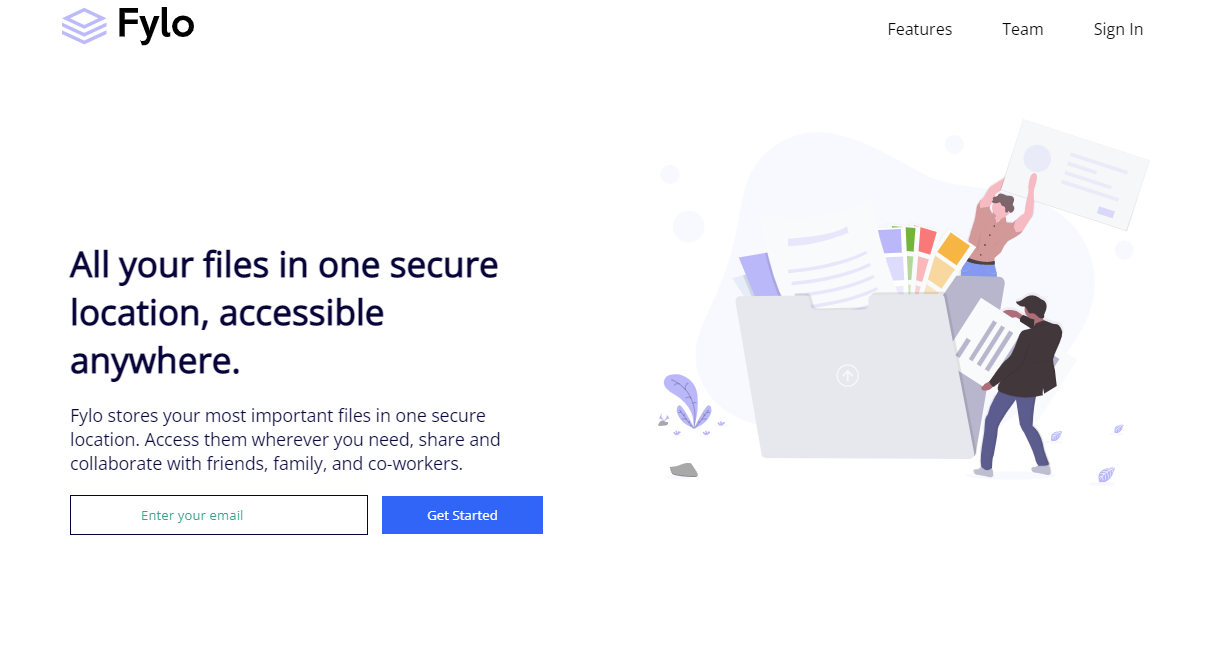 Fylo
Features Team Sign In
All your files in one secure
location, accessible
anywhere.
Fylo stores your most important files in one secure
location. Access them wherever you need, share and
collaborate with friends, family, and co-workers.
Enter your email
Get Started